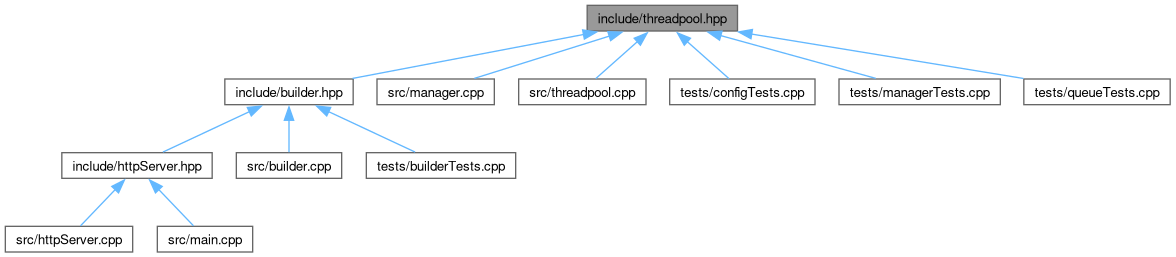 include/threadpool.hpp
include/builder.hpp
src/manager.cpp
src/threadpool.cpp
tests/configTests.cpp
tests/managerTests.cpp
tests/queueTests.cpp
include/httpServer.hpp
src/builder.cpp
tests/builderTests.cpp
src/httpServer.cpp
src/main.cpp